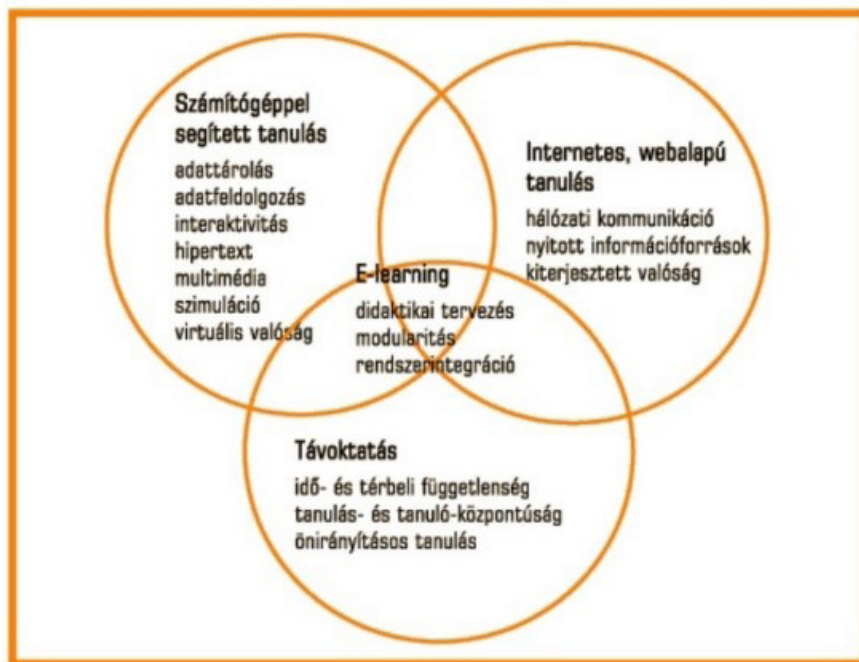 Számítógéppel
segített tanulás
adattárolás
adatfeldolgozás
interaktivitás
hipertext
multimédia
szimuláció
virtuális valóság
Internetes, webalapú
tanulás
hálózati kommunikáció
nyitott információforrások
kiterjesztett valóság
E-learning
didaktikai tervezés
modularitás
rendszerintegráció
Távoktatás
idő- és térbeli függetlenség
tanulás- és tanuló-központúság
önirányításos tanulás